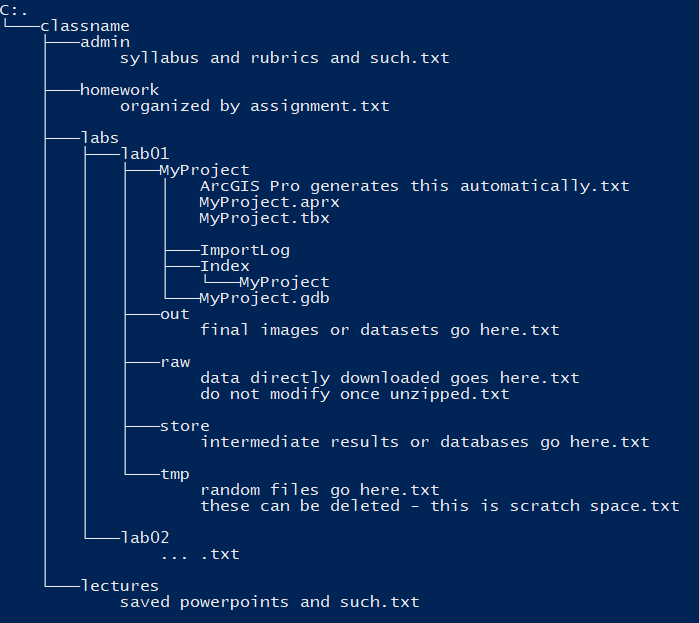 C:.
└───classname
    ├───admin
    │       syllabus and rubrics and such.txt
    │
    ├───homework
    │       organized by assignment.txt
    │
    ├───labs
    │   ├───lab01
    │   │   ├───MyProject
    │   │   │   │   ArcGIS Pro generates this automatically.txt
    │   │   │   │   MyProject.aprx
    │   │   │   │   MyProject.tbx
    │   │   │   │
    │   │   │   ├───ImportLog
    │   │   │   ├───Index
    │   │   │   │   └───MyProject
    │   │   │   └───MyProject.gdb
    │   │   ├───out
    │   │   │       final images or datasets go here.txt
    │   │   │
    │   │   ├───raw
    │   │   │       data directly downloaded goes here.txt
    │   │   │       do not modify once unzipped.txt
    │   │   │
    │   │   ├───store
    │   │   │       intermediate results or databases go here.txt
    │   │   │
    │   │   └───tmp
    │   │           random files go here.txt
    │   │           these can be deleted - this is scratch space.txt
    │   │
    │   └───lab02
    │           ... .txt
    │
    └───lectures
            saved powerpoints and such.txt